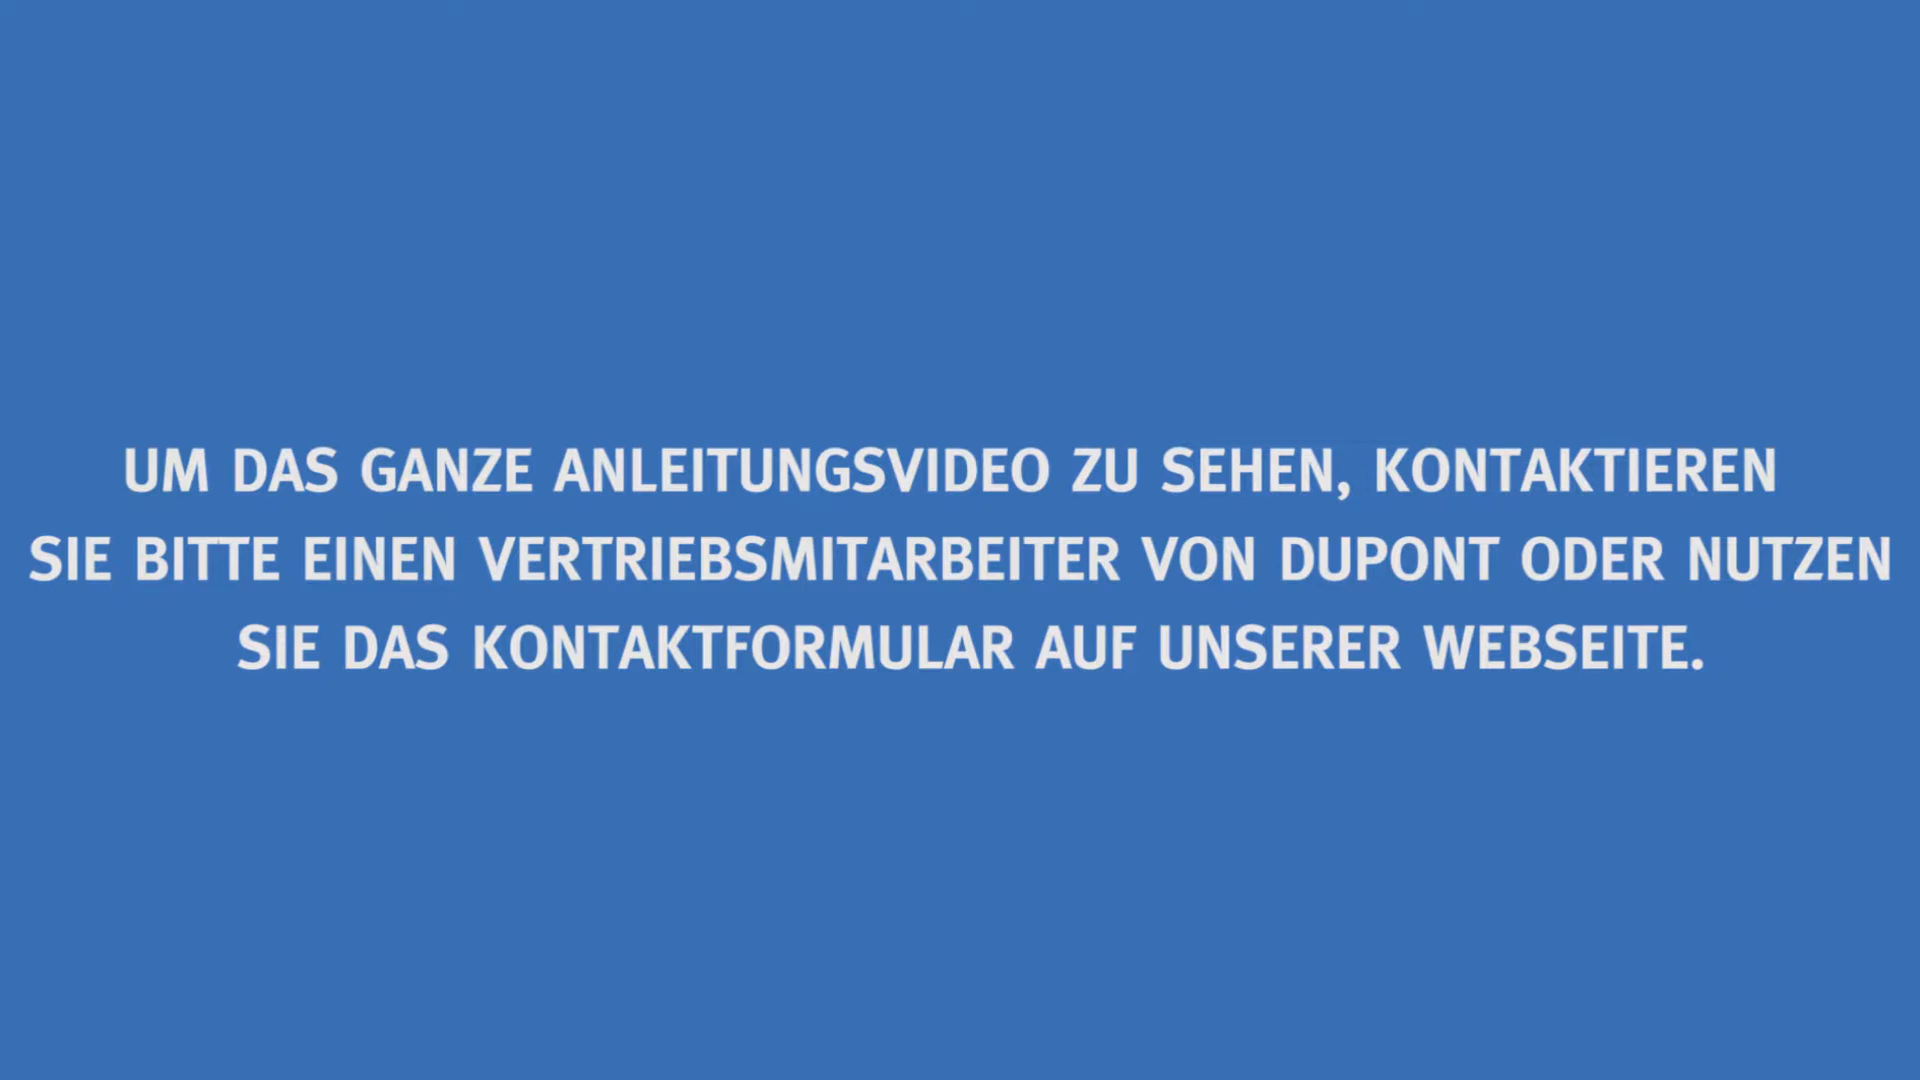 UM DAS GANZE ANLEITUNGSVIDEO ZU SEHEN, KONTAKTIEREN
SIE BITTE EINEN VERTRIEBSMITARBEITER VON DUPONT ODER NUTZEN
SIE DAS KONTAKTFORMULAR AUF UNSERER WEBSEITE.